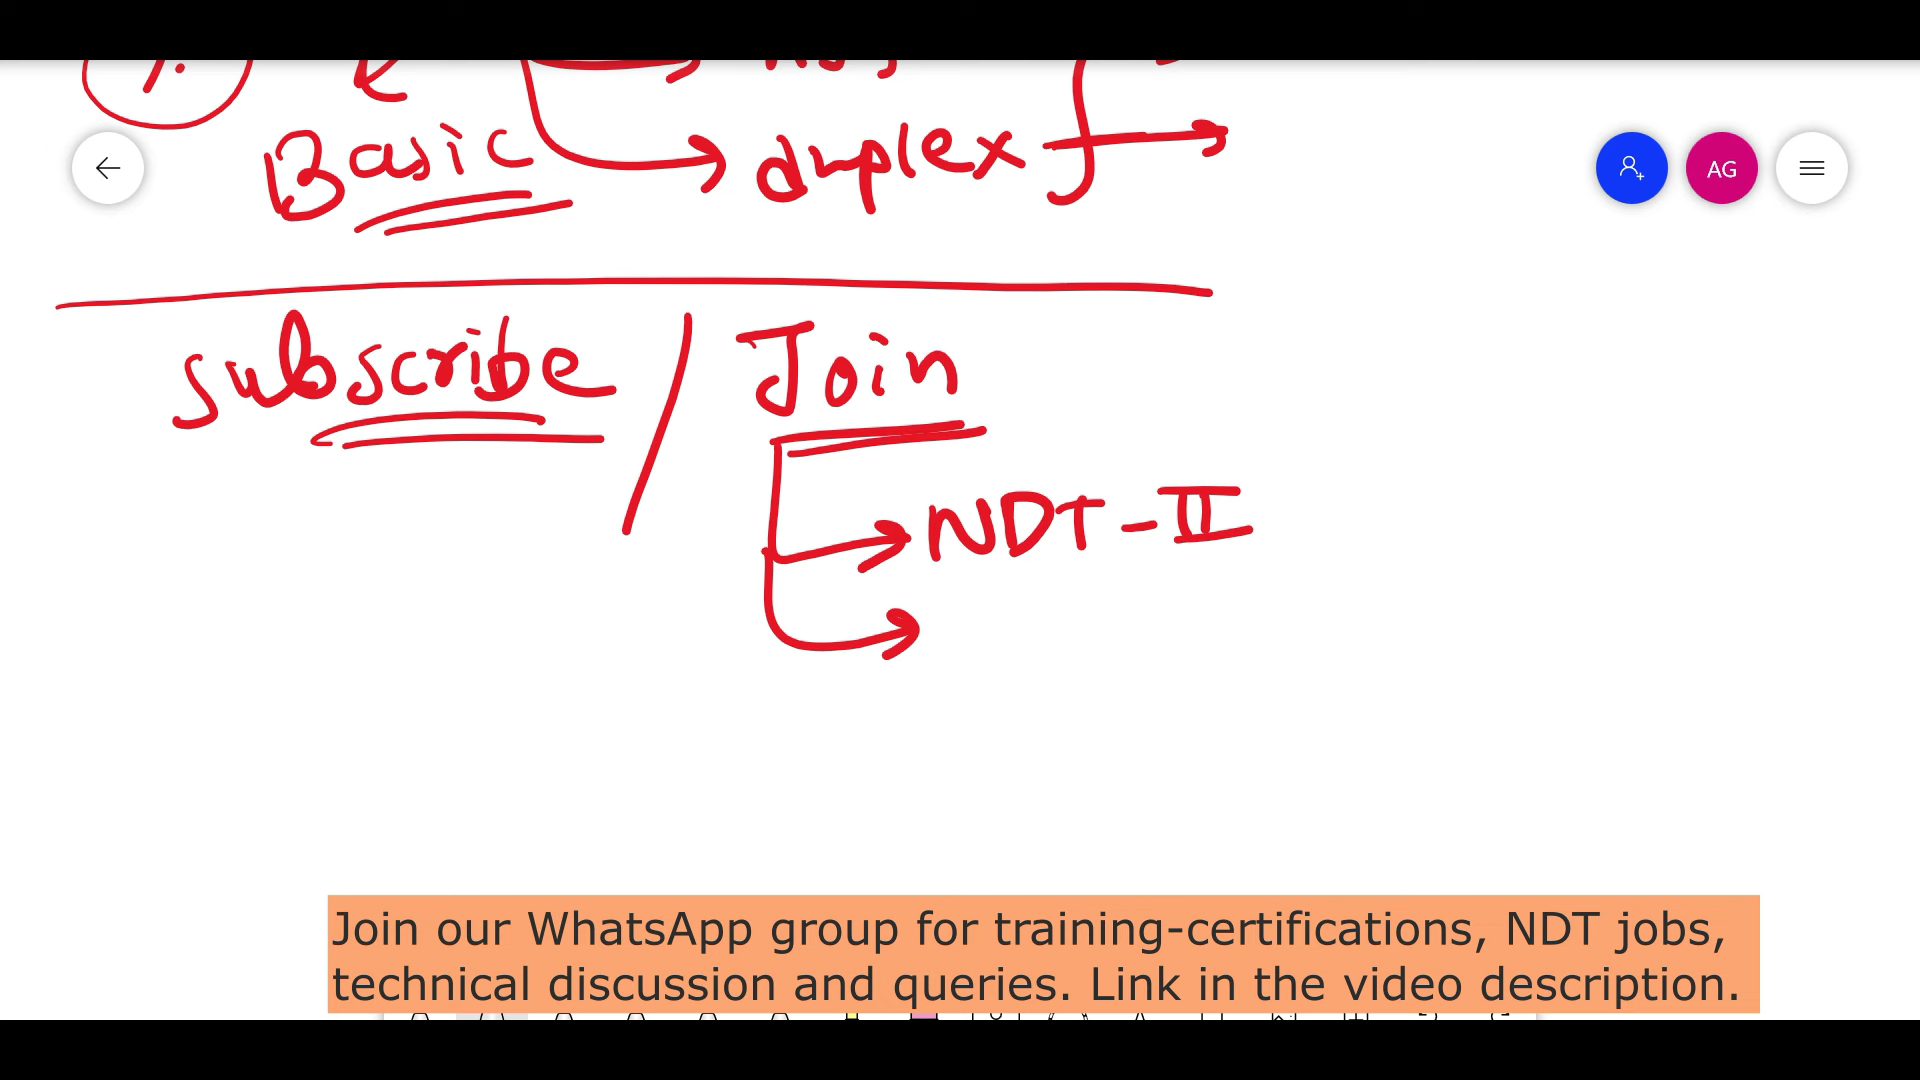 Basic duplex
AG
Subscribe / Join
NDT-II
Join our WhatsApp group for training-certifications, NDT jobs,
technical discussion and queries. Link in the video description.